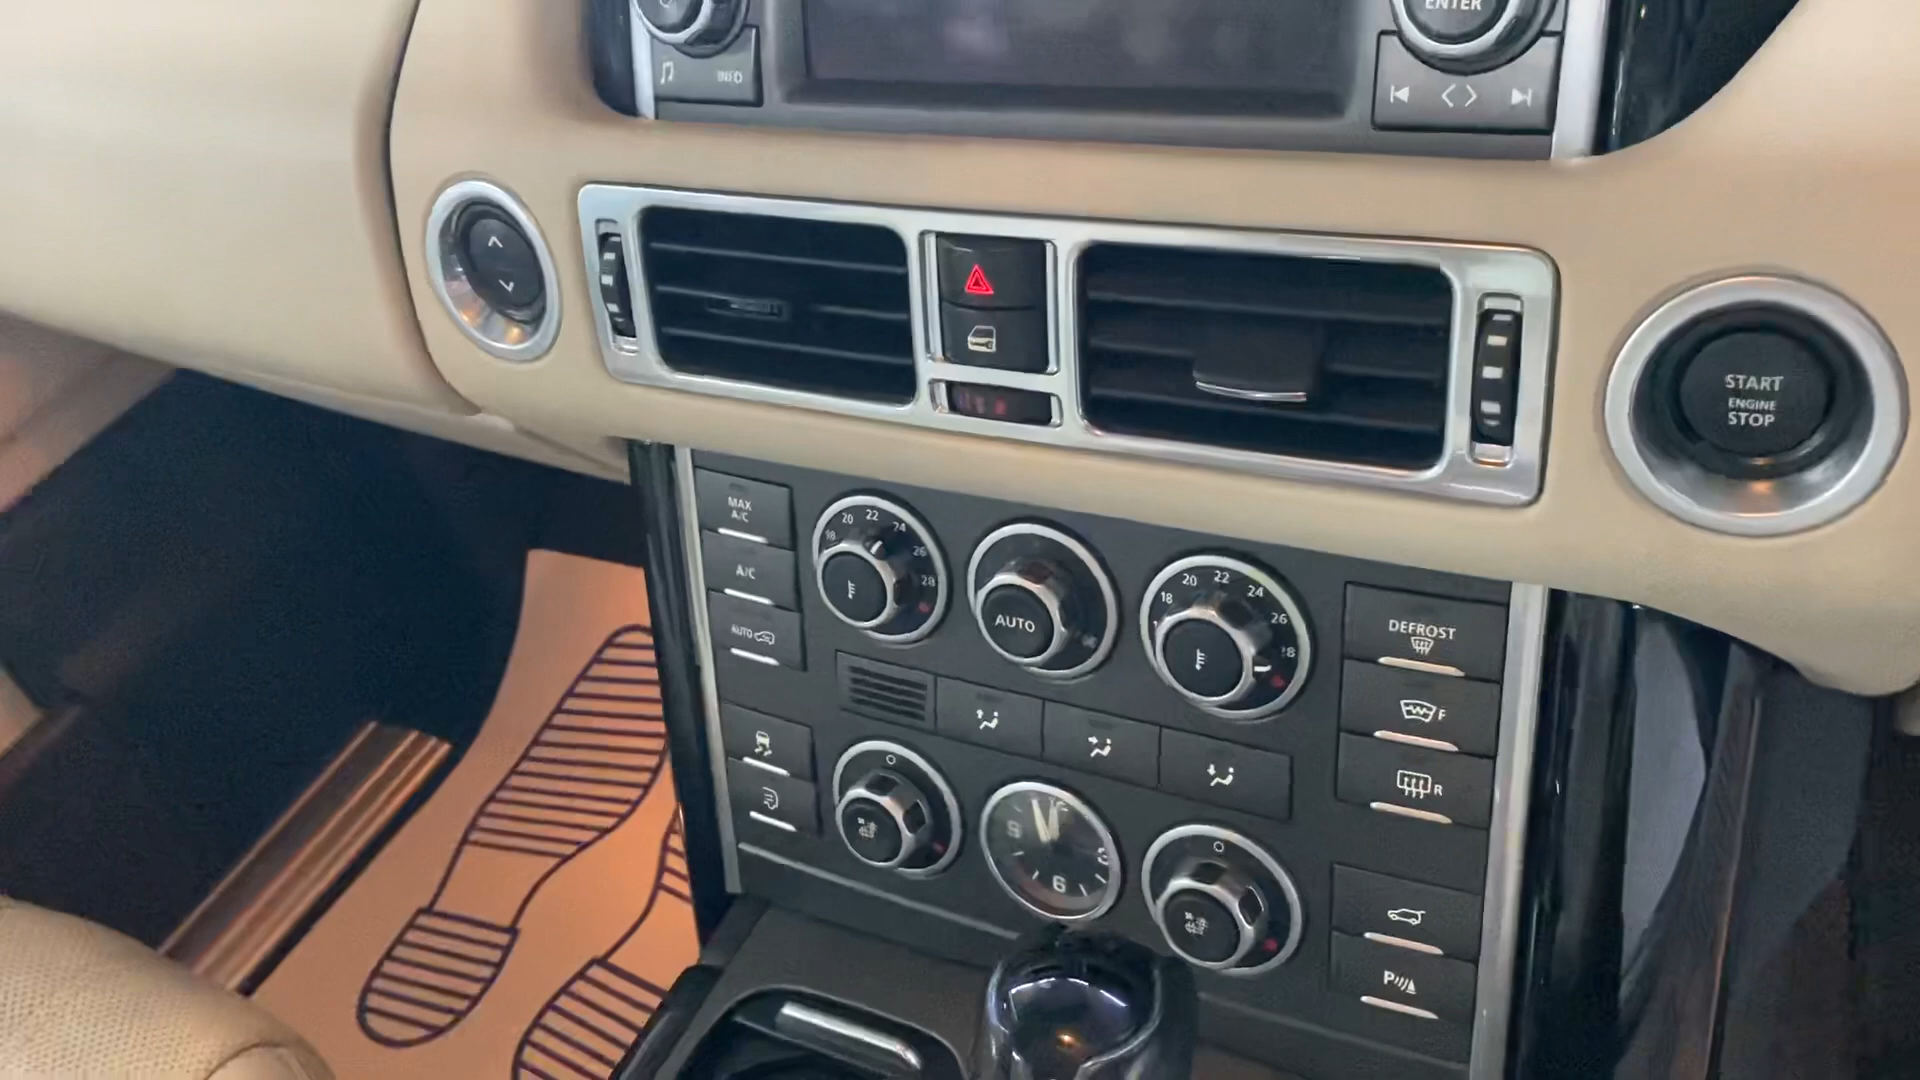 ENTER
INFO
START
ENGINE
STOP
MAX
A/C
18 20 22 24 26 28
A/C
AUTO
AUTO
18 20 22 24 26 28
DEFROST
F
R
9
6
P